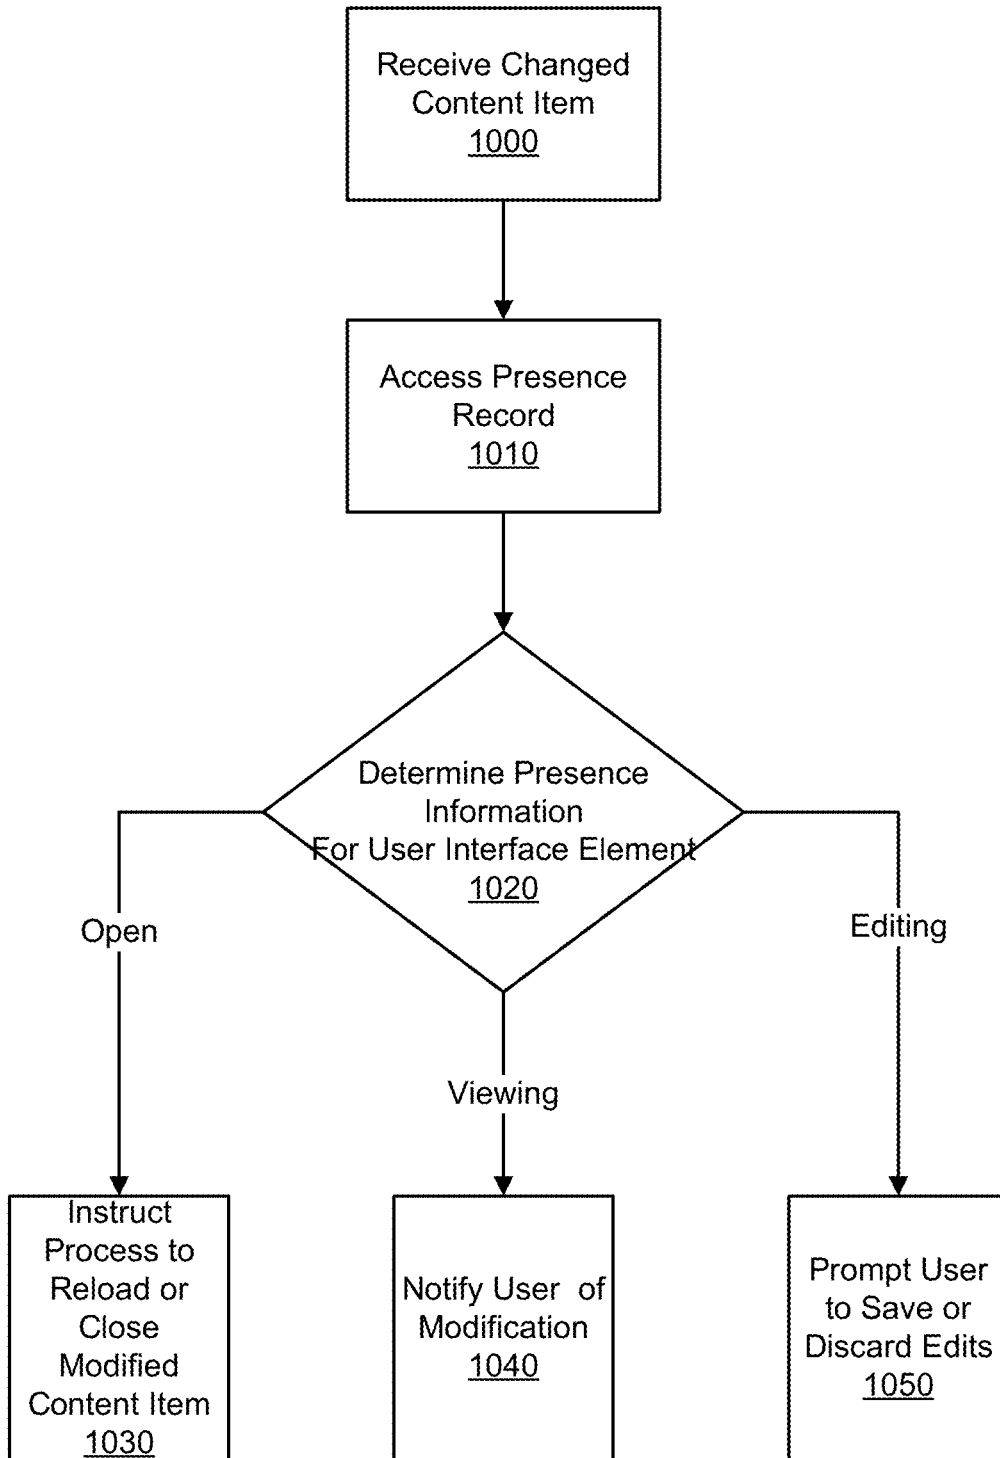 Receive Changed
Content Item
1000
Access Presence
Record
1010
Determine Presence
Information
For User Interface Element
1020
Open
Editing
Viewing
Instruct
Process to
Reload or
Close
Modified
Content Item
1030
Notify User of
Modification
1040
Prompt User
to Save or
Discard Edits
1050